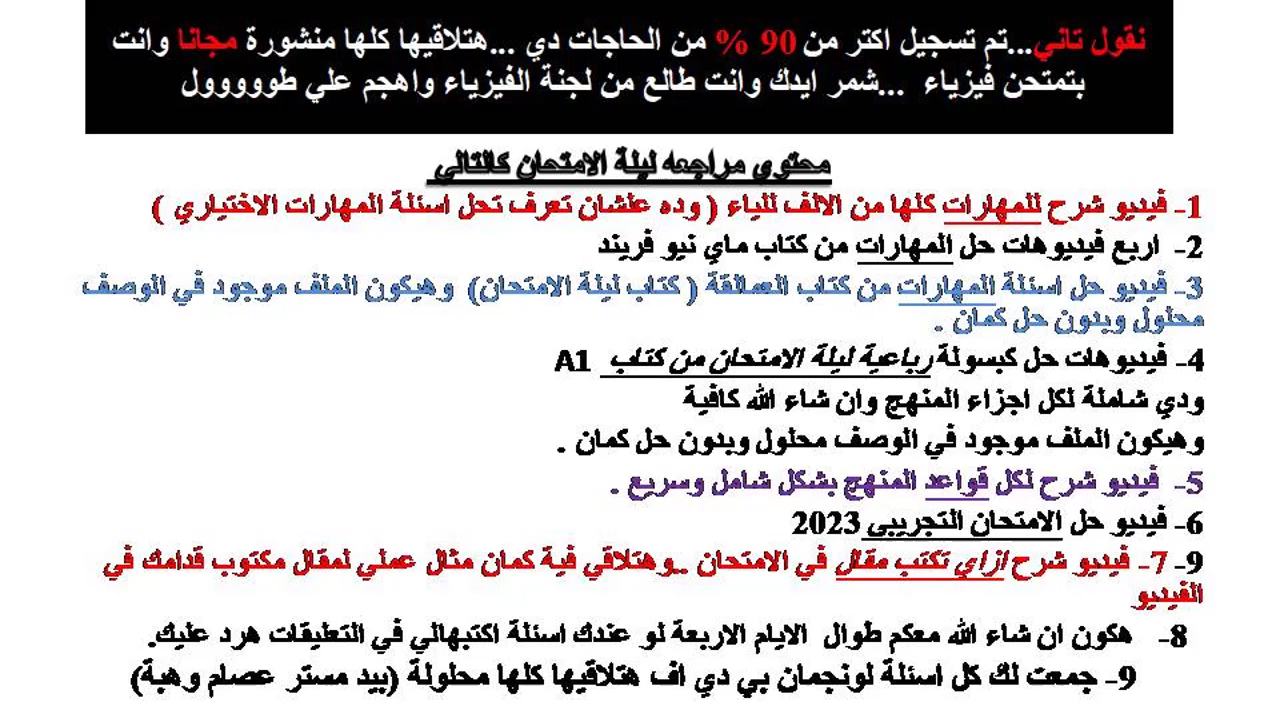 نقول تاني...تم تسجيل اكتر من 90 % من الحاجات دي ...هتلاقيها كلها منشورة مجانا وانت
بتمتحن فيزياء ...شمر ايدك وانت طالع من لجنة الفيزياء واهجم علي طوووووول
محتوي مراجعه ليلة الامتحان كالتالي
1- فيديو شرح للمهارات كلها من الالف للياء ( وده علشان تعرف تحل اسئلة المهارات الاختياري )
2- اربع فيديوهات حل المهارات من كتاب ماي نيو فريند
3- فيديو حل اسئلة المهارات من كتاب العمالقة ( كتاب ليلة الامتحان) وهيكون الملف موجود في الوصف
محلول وبدون حل كمان .
4- فيديوهات حل كبسولة رباعية ليلة الامتحان من كتاب A1
ودي شاملة لكل اجزاء المنهج وان شاء الله كافية
وهيكون الملف موجود في الوصف محلول وبدون حل كمان .
5- فيديو شرح لكل قواعد المنهج بشكل شامل وسريع .
6- فيديو حل الامتحان التجريبى 2023
9- 7- فيديو شرح ازاي تكتب مقال في الامتحان ..وهتلاقي فية كمان مثال عملي لمقال مكتوب قدامك في
الفيديو
8- هكون ان شاء الله معكم طوال الايام الاربعة لو عندك اسئلة اكتبهالي في التعليقات هرد عليك.
9- جمعت لك كل اسئلة لونجمان بي دي اف هتلاقيها كلها محلولة (بيد مستر عصام وهبة)